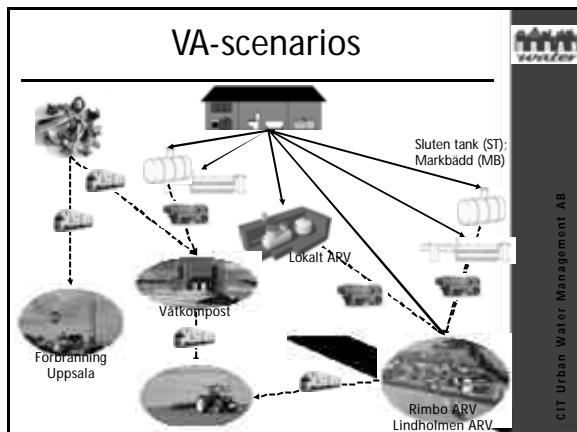 VA-scenarios
water
Sluten tank (ST);
Markbädd (MB)
Lokalt ARV
Våtkompost
Förbränning
Uppsala
Rimbo ARV
Lindholmen ARV
CIT Urban Water Management AB